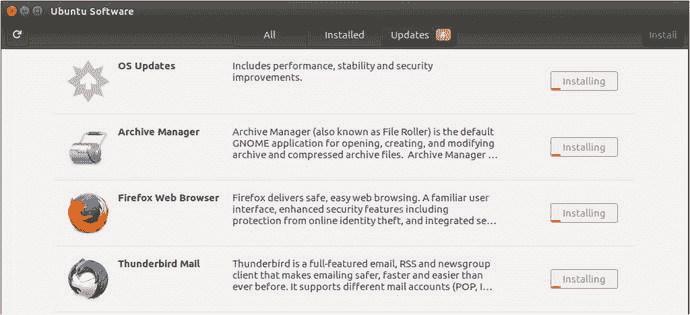 Ubuntu Software
All Installed Updates Install
OS Updates
Includes performance, stability and security
improvements.
Installing
Archive Manager
Archive Manager (also known as File Roller) is the default
GNOME application for opening, creating, and modifying
archive and compressed archive files. Archive Manager ...
Installing
Firefox Web Browser
Firefox delivers safe, easy web browsing. A familiar user
interface, enhanced security features including
protection from online identity theft, and integrated se...
Installing
Thunderbird Mail
Thunderbird is a full-featured email, RSS and newsgroup
client that makes emailing safer, faster and easier than
ever before. It supports different mail accounts (POP, I...
Installing